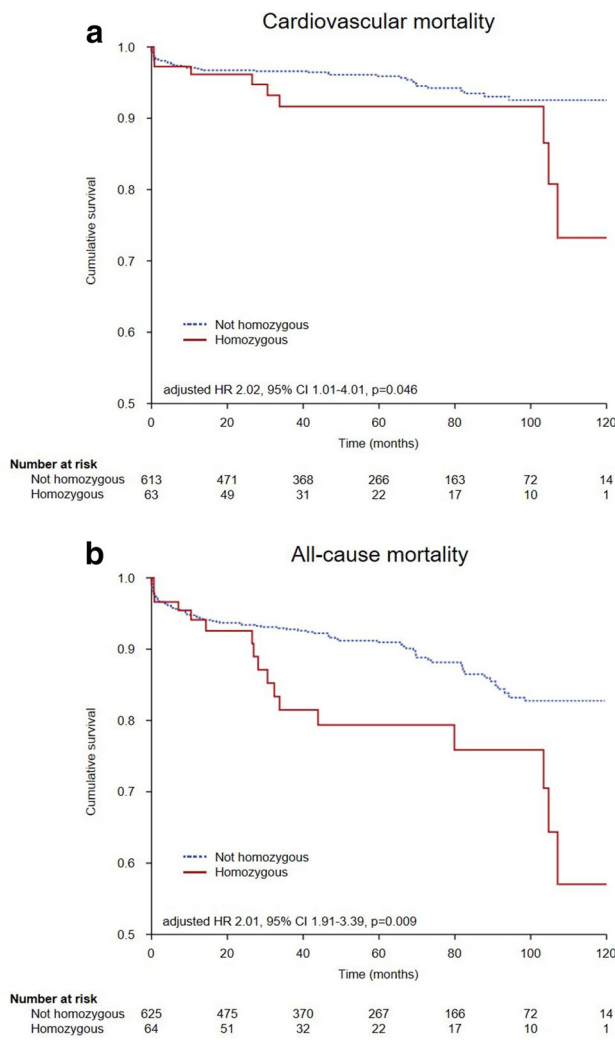 a
Cardiovascular mortality
1.0
0.9
0.8
0.7
0.6
0.5
Cumulative survival
Not homozygous
Homozygous
adjusted HR 2.02, 95% CI 1.01-4.01, p=0.046
0 20 40 60 80 100 120
Time (months)
Number at risk
Not homozygous 613 471 368 266 163 72 14
Homozygous 63 49 31 22 17 10 1
b
All-cause mortality
1.0
0.9
0.8
0.7
0.6
0.5
Cumulative survival
Not homozygous
Homozygous
adjusted HR 2.01, 95% CI 1.91-3.39, p=0.009
0 20 40 60 80 100 120
Time (months)
Number at risk
Not homozygous 625 475 370 267 166 72 14
Homozygous 64 51 32 22 17 10 1